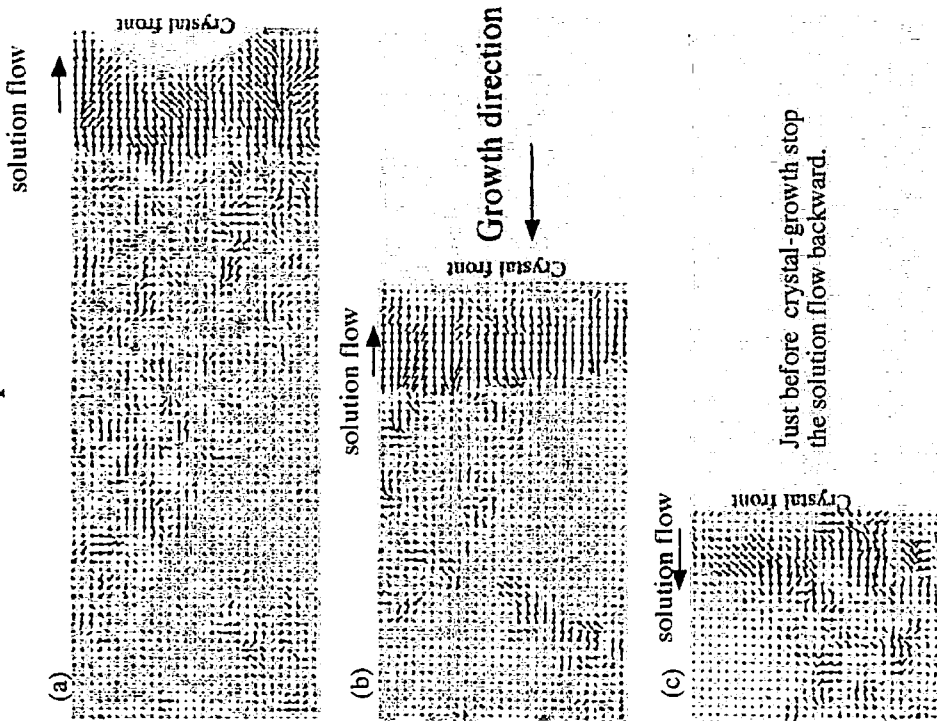 solution flow
(a)
Crystal front
solution flow
(b)
Crystal front
Growth direction
solution flow
(c)
Crystal front
Just before crystal-growth stop
the solution flow backward.